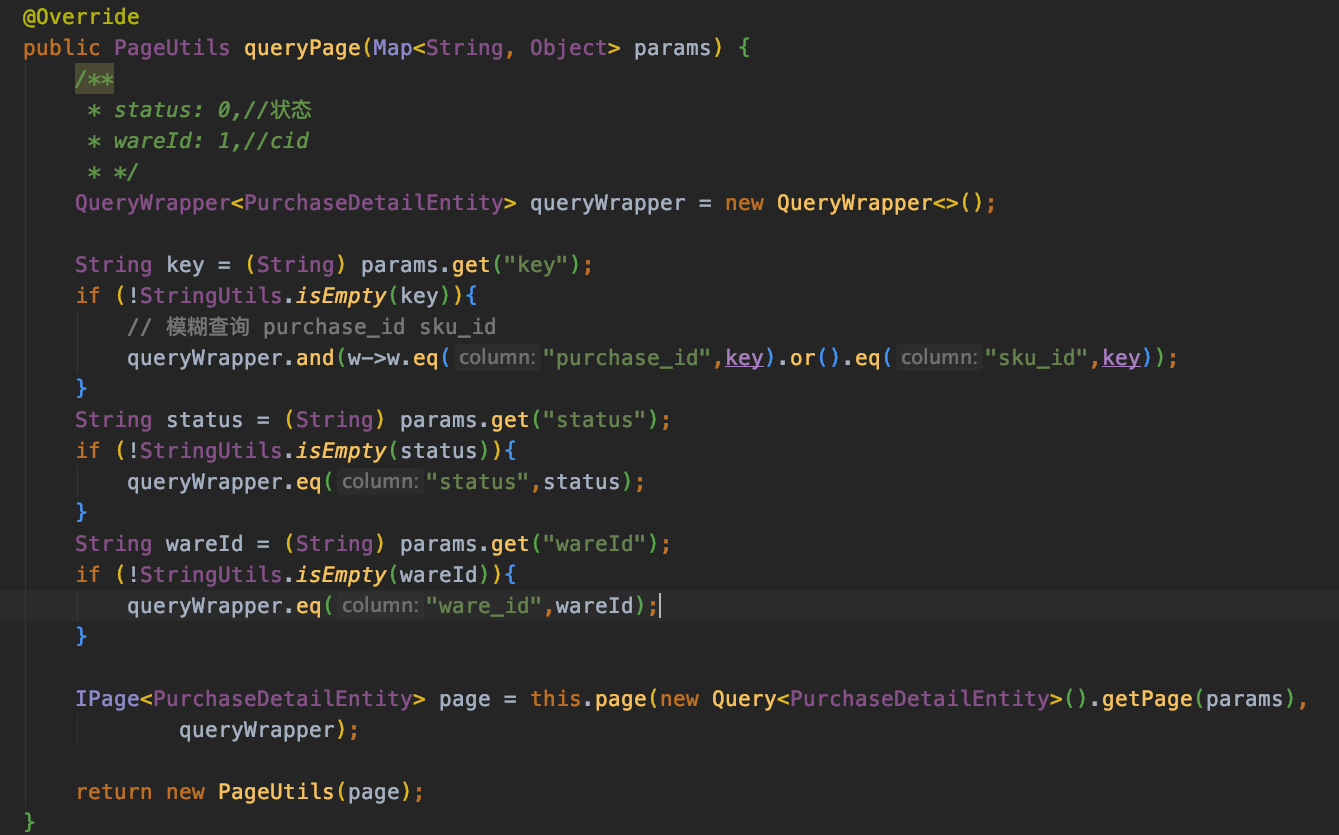 @Override
public PageUtils queryPage(Map<String, Object> params) {
    /**
     * status: 0,//状态
     * wareId: 1,//cid
     * */
    QueryWrapper<PurchaseDetailEntity> queryWrapper = new QueryWrapper<>();
    String key = (String) params.get("key");
    if (!StringUtils.isEmpty(key)){
        // 模糊查询 purchase_id sku_id
        queryWrapper.and(w->w.eq( column: "purchase_id",key).or().eq( column: "sku_id",key));
    }
    String status = (String) params.get("status");
    if (!StringUtils.isEmpty(status)){
        queryWrapper.eq( column: "status",status);
    }
    String wareId = (String) params.get("wareId");
    if (!StringUtils.isEmpty(wareId)){
        queryWrapper.eq( column: "ware_id",wareId);
    }
    IPage<PurchaseDetailEntity> page = this.page(new Query<PurchaseDetailEntity>().getPage(params),
            queryWrapper);
    return new PageUtils(page);
}